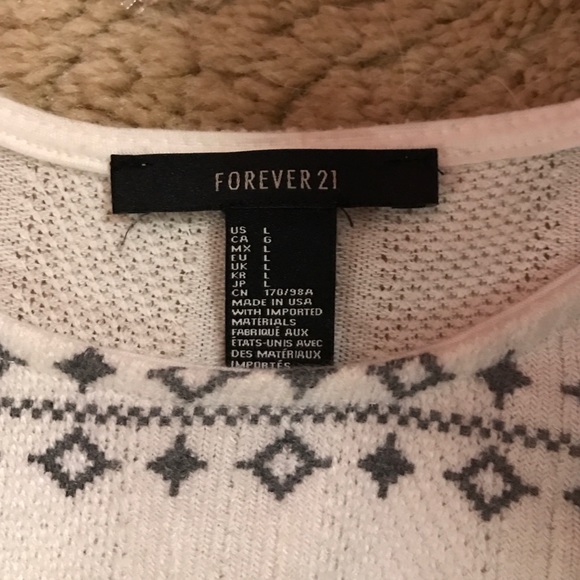 FOREVER 21
US L
CA G
MX L
EU L
UK L
KR L
JP L
CN 170/98A
MADE IN USA
WITH IMPORTED
MATERIALS
FABRIQUÉ AUX
ÉTATS-UNIS AVEC
DES MATÉRIAUX
IMPORTÉS